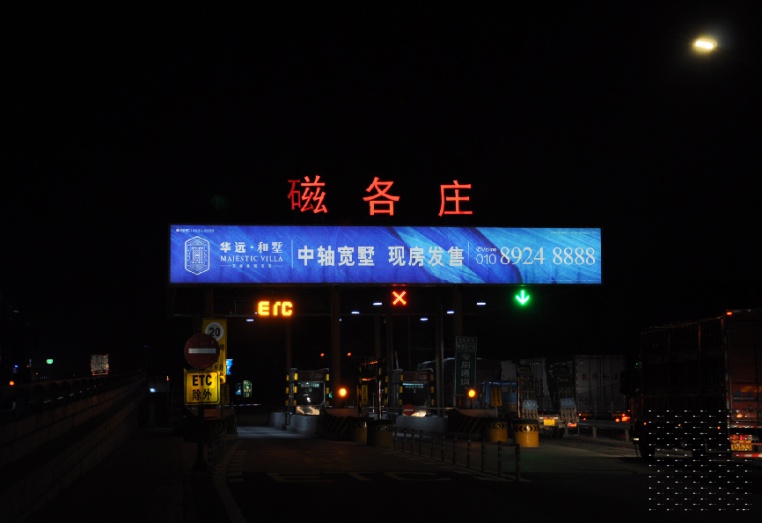 磁各庄
华远·和墅
MAJESTIC VILLA
中轴宽墅 现房发售
010 8924 8888
ETC
20
ETC
除外